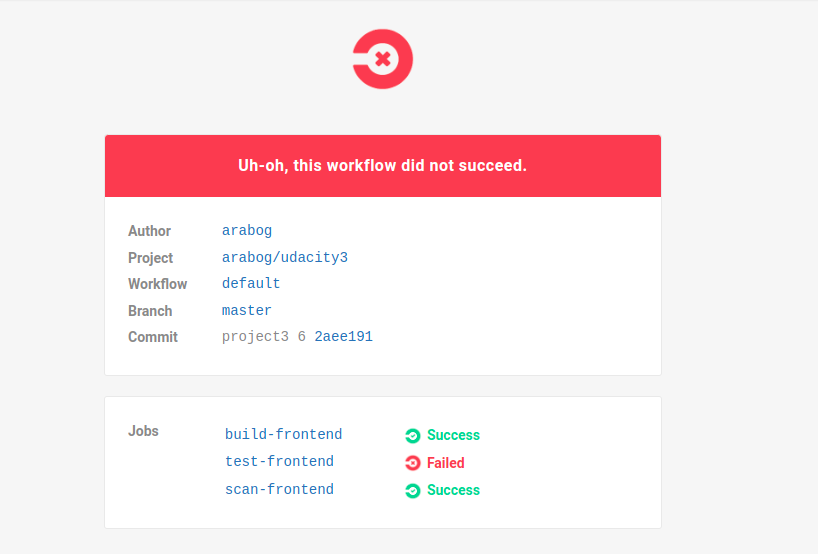 Uh-oh, this workflow did not succeed.
Author arabog
Project arabog/udacity3
Workflow default
Branch master
Commit project3 6 2aee191
Jobs build-frontend Success
test-frontend Failed
scan-frontend Success